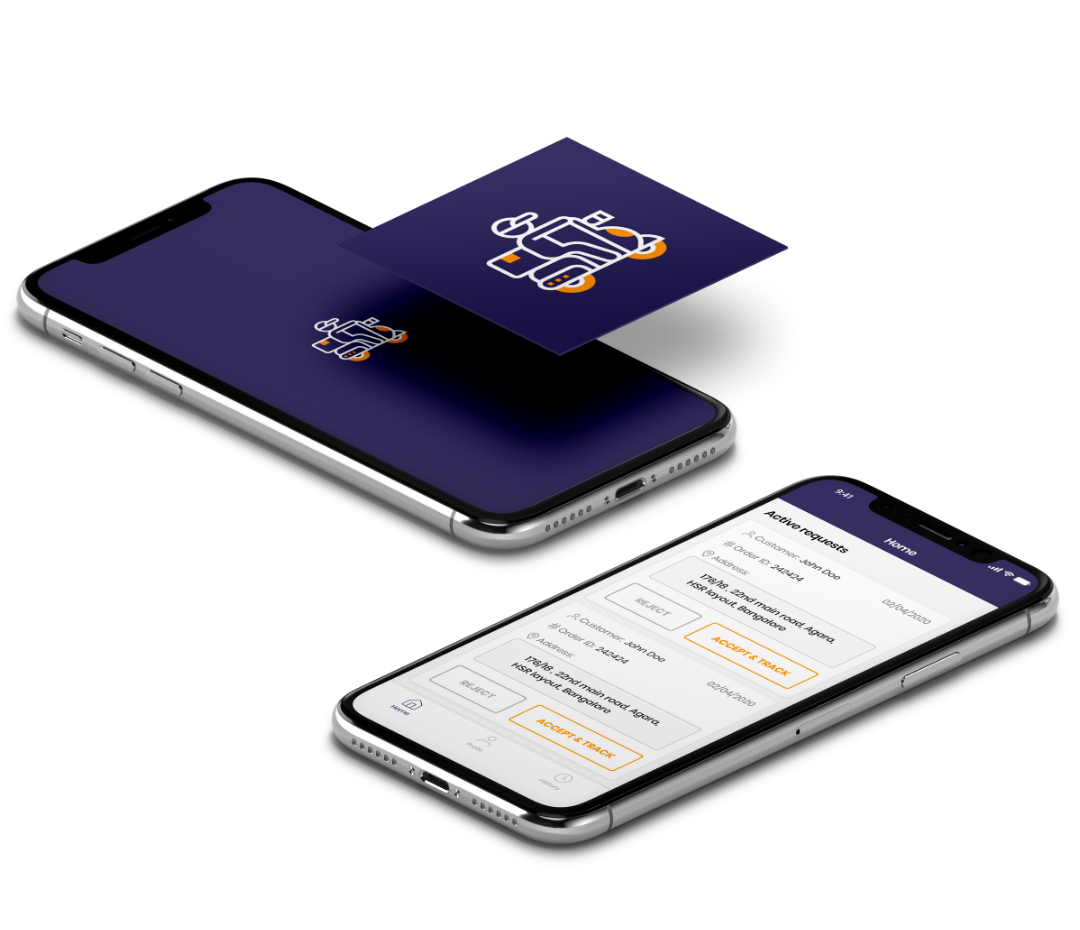 9:41
Home
Active requests
Customer: John Doe
02/04/2020
# Order ID: 242424
Address:
176/18 , 22nd main road, Agara,
HSR layout, Bangalore
REJECT
ACCEPT & TRACK
Customer: John Doe
02/04/2020
# Order ID: 242424
Address:
176/18 , 22nd main road, Agara,
HSR layout, Bangalore
REJECT
ACCEPT & TRACK
Home
Profile
History